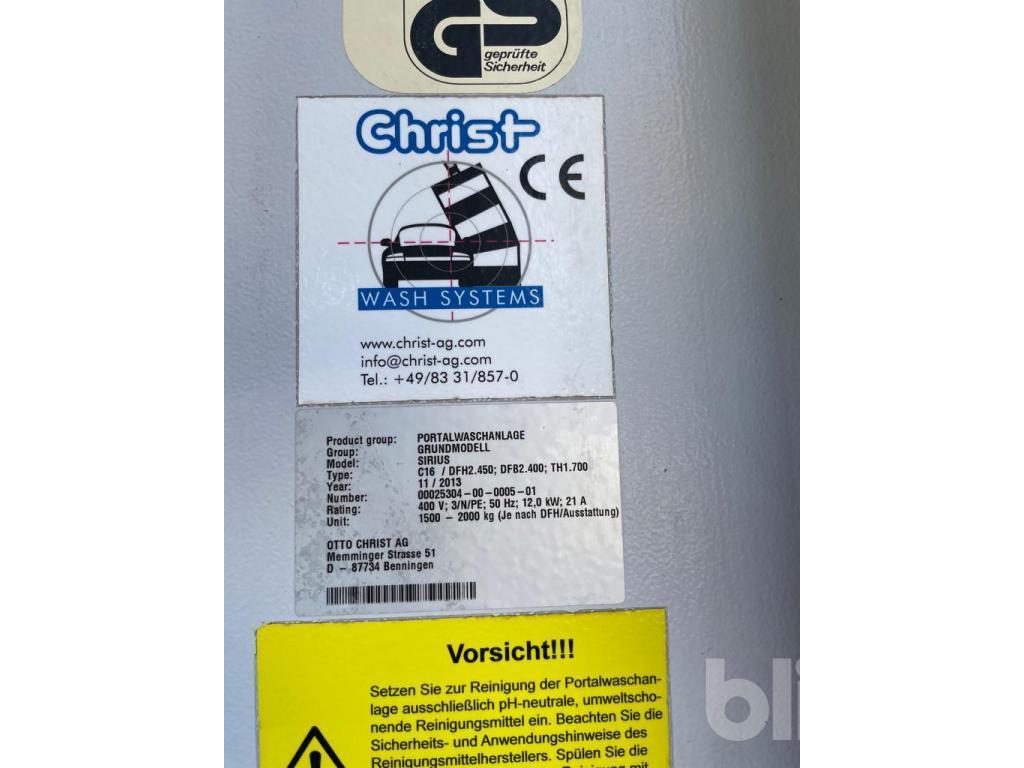 GS
geprüfte
Sicherheit
Christ
CE
WASH SYSTEMS
www.christ-ag.com
info@christ-ag.com
Tel.: +49/83 31/857-0
Product group: PORTALWASCHANLAGE
Group: GRUNDMODELL
Model: SIRIUS
Type: C16 / DFH2.450; DFB2.400; TH1.700
Year: 11 / 2013
Number: 00025304-00-0005-01
Rating: 400 V; 3/N/PE; 50 Hz; 12,0 kW; 21 A
Unit: 1500 - 2000 kg (Je nach DFH/Ausstattung)
OTTO CHRIST AG
Memminger Strasse 51
D - 87734 Benningen
Vorsicht!!!
Setzen Sie zur Reinigung der Portalwaschan-
lage ausschließlich pH-neutrale, umweltscho-
nende Reinigungsmittel ein. Beachten Sie die
Sicherheits- und Anwendungshinweise des
Reinigungsmittelherstellers. Spülen Sie die
Reinigung mit